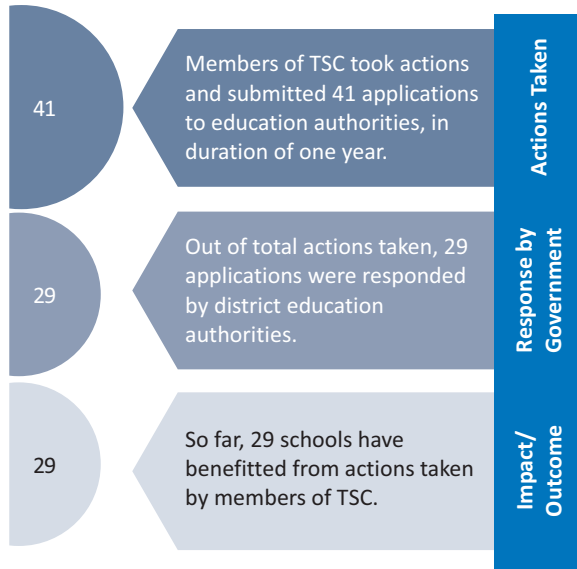 41
Members of TSC took actions
and submitted 41 applications
to education authorities, in
duration of one year.
Actions Taken
29
Out of total actions taken, 29
applications were responded
by district education
authorities.
Response by
Government
29
So far, 29 schools have
benefitted from actions taken
by members of TSC.
Impact/
Outcome